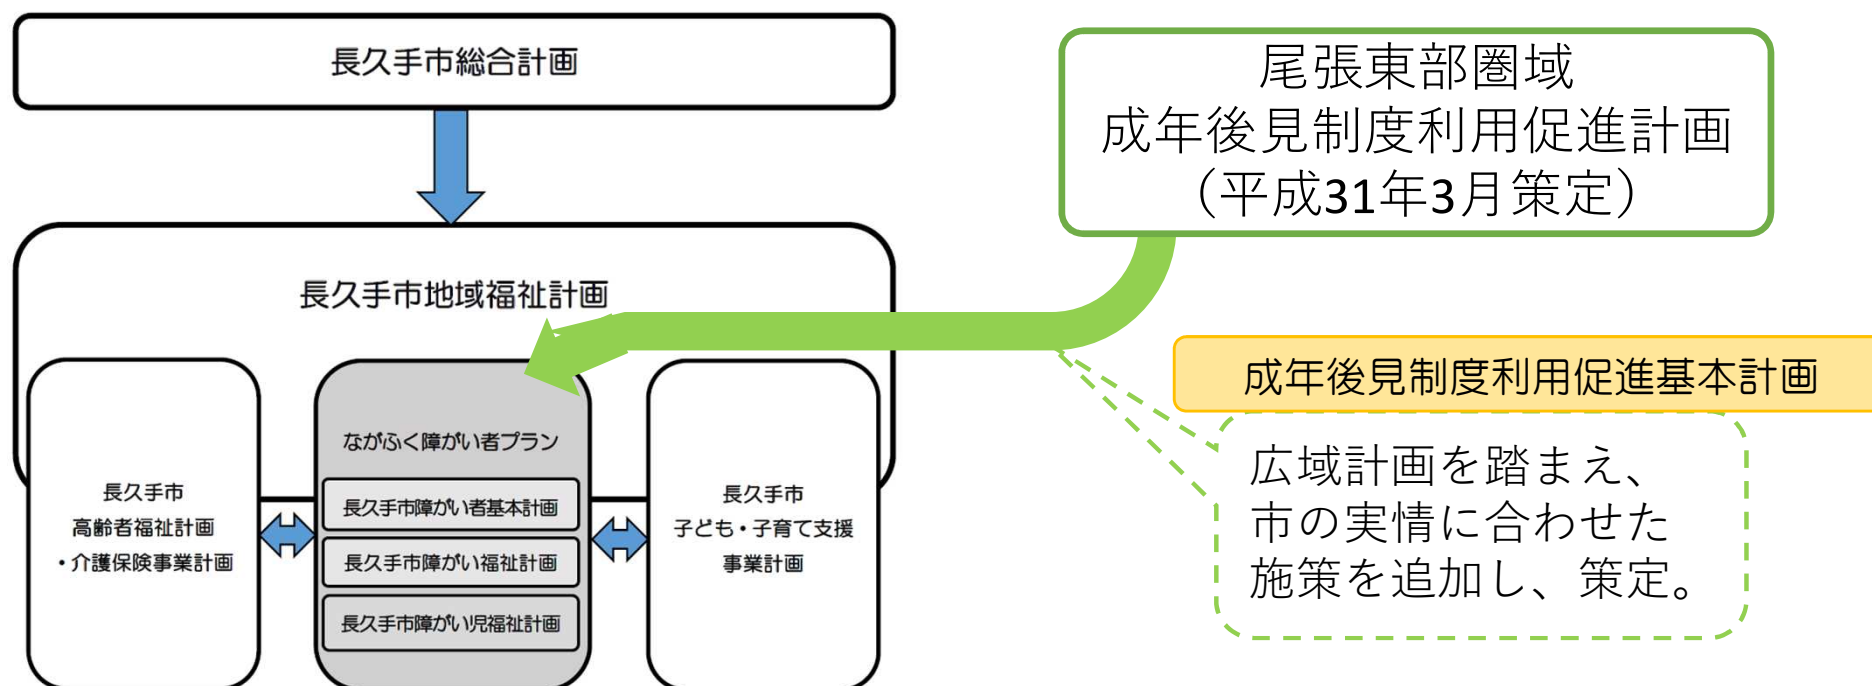 長久手市総合計画
長久手市地域福祉計画
長久手市
高齢者福祉計画
・介護保険事業計画
ながふく障がい者プラン
長久手市障がい者基本計画
長久手市障がい福祉計画
長久手市障がい児福祉計画
長久手市
子ども・子育て支援
事業計画
尾張東部圏域
成年後見制度利用促進計画
（平成31年3月策定）
成年後見制度利用促進基本計画
広域計画を踏まえ、
市の実情に合わせた
施策を追加し、策定。